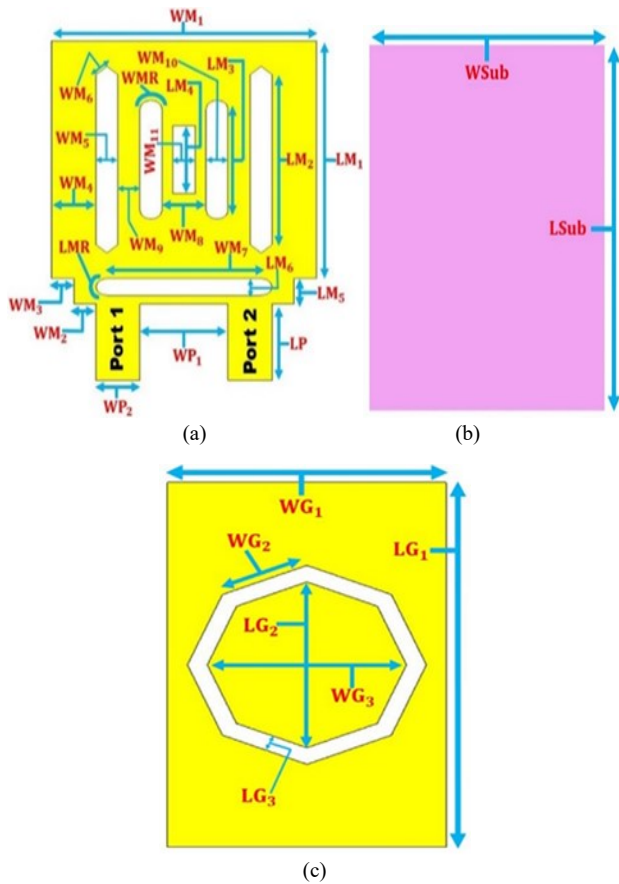 WM₁
WM₁₀
LM₃
WMR
LM₄
WM₆
WM₅
WM₁₁
LM₂
LM₁
WM₄
WM₉
WM₈
WM₇
LMR
LM₆
WM₃
LM₅
WM₂
Port 1
WP₁
Port 2
LP
WP₂
(a)
WSub
LSub
(b)
WG₁
WG₂
LG₁
LG₂
WG₃
LG₃
(c)